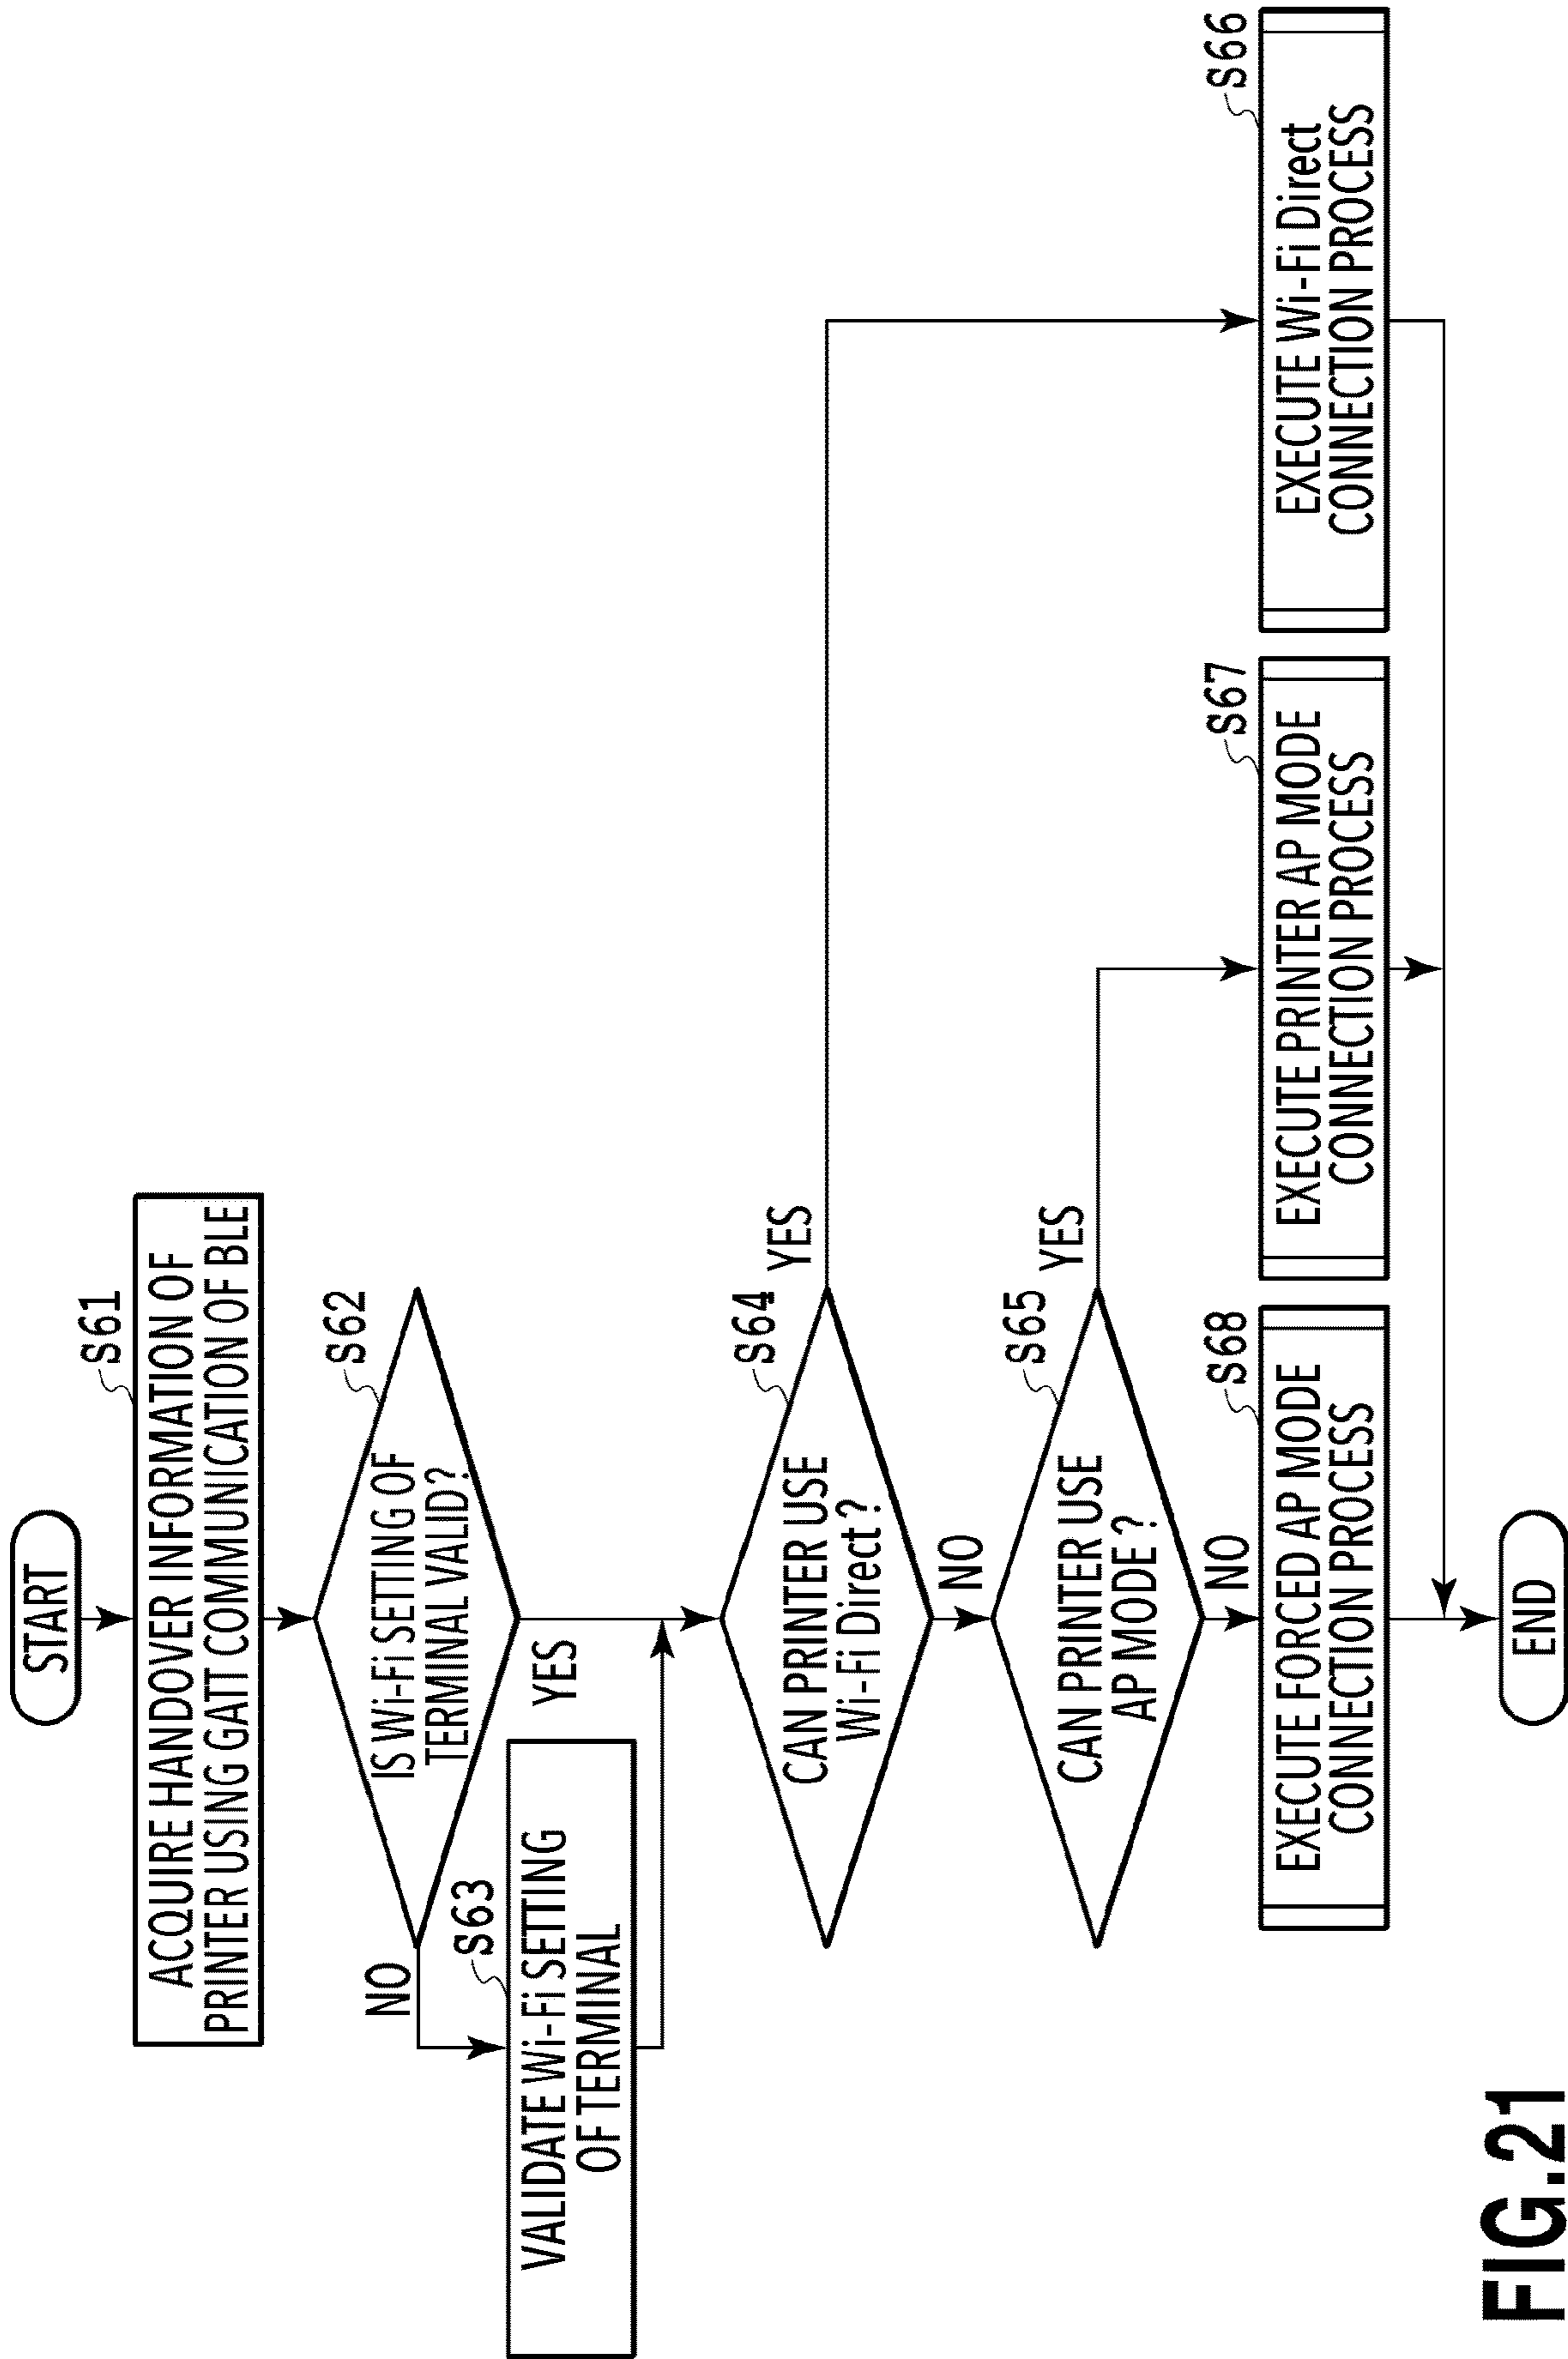 START
S61
ACQUIRE HANDOVER INFORMATION OF
PRINTER USING GATT COMMUNICATION OF BLE
S62
IS Wi-Fi SETTING OF
TERMINAL VALID?
NO
YES
S63
VALIDATE Wi-Fi SETTING
OF TERMINAL
S64
CAN PRINTER USE
Wi-Fi Direct?
YES
NO
S65
CAN PRINTER USE
AP MODE?
YES
NO
S68
EXECUTE FORCED AP MODE
CONNECTION PROCESS
S67
EXECUTE PRINTER AP MODE
CONNECTION PROCESS
S66
EXECUTE Wi-Fi Direct
CONNECTION PROCESS
END
FIG.21